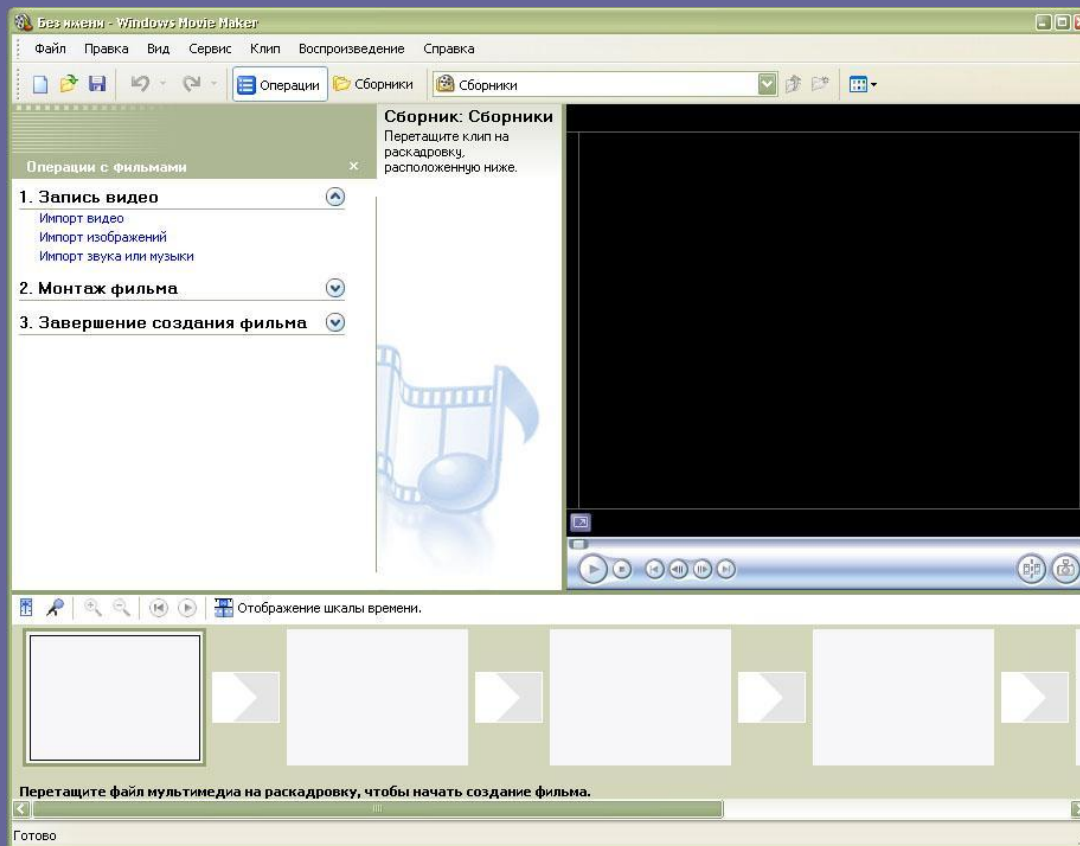 Без имени - Windows Movie Maker
Файл Правка Вид Сервис Клип Воспроизведение Справка
Операции Сборники Сборники
Операции с фильмами
1. Запись видео
Импорт видео
Импорт изображений
Импорт звука или музыки
2. Монтаж фильма
3. Завершение создания фильма
Сборник: Сборники
Перетащите клип на
раскадровку,
расположенную ниже.
Отображение шкалы времени.
Перетащите файл мультимедиа на раскадровку, чтобы начать создание фильма.
Готово